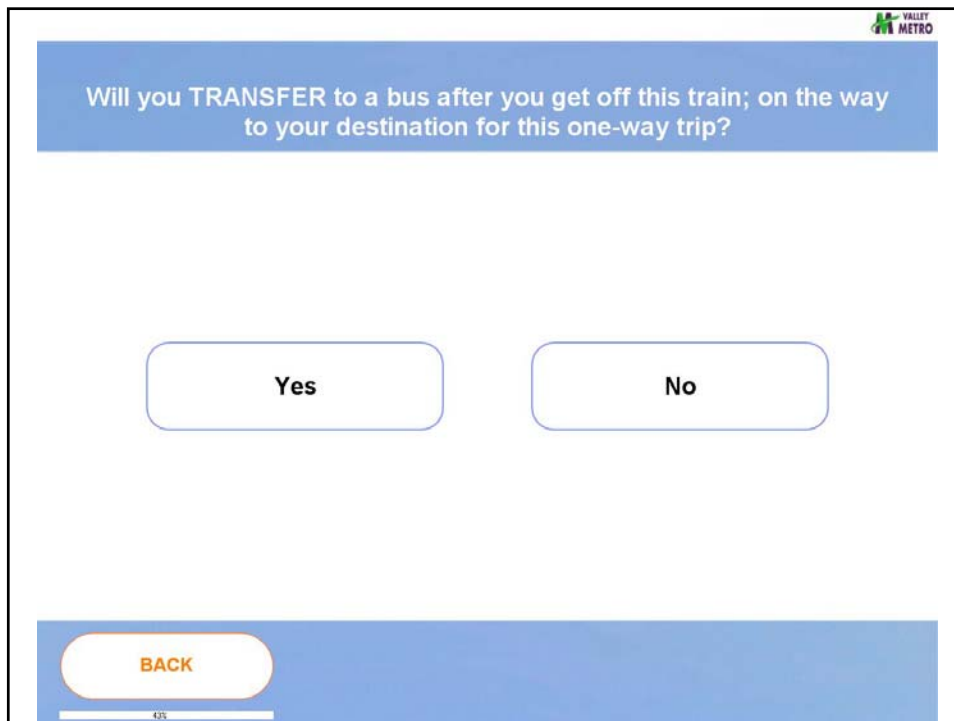 VALLEY
METRO
Will you TRANSFER to a bus after you get off this train; on the way
to your destination for this one-way trip?
Yes
No
BACK
43%